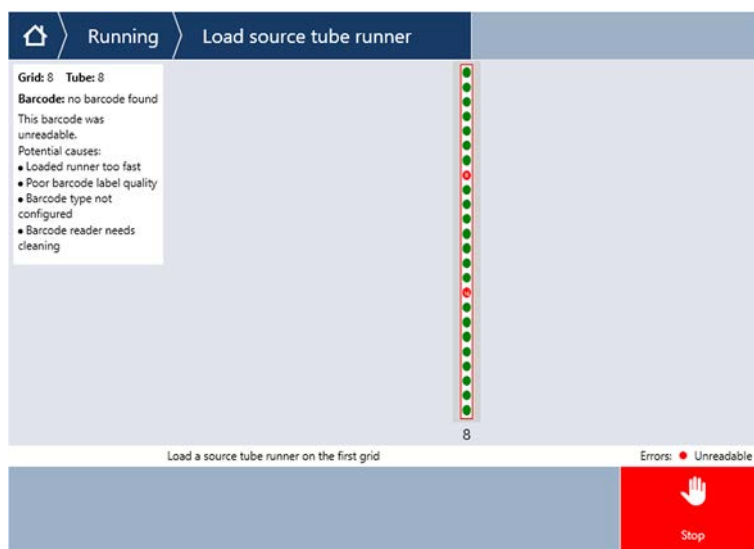 Running
Load source tube runner
Grid: 8 Tube: 8
Barcode: no barcode found
This barcode was
unreadable.
Potential causes:
• Loaded runner too fast
• Poor barcode label quality
• Barcode type not
configured
• Barcode reader needs
cleaning
8
16
8
Load a source tube runner on the first grid
Errors: Unreadable
Stop